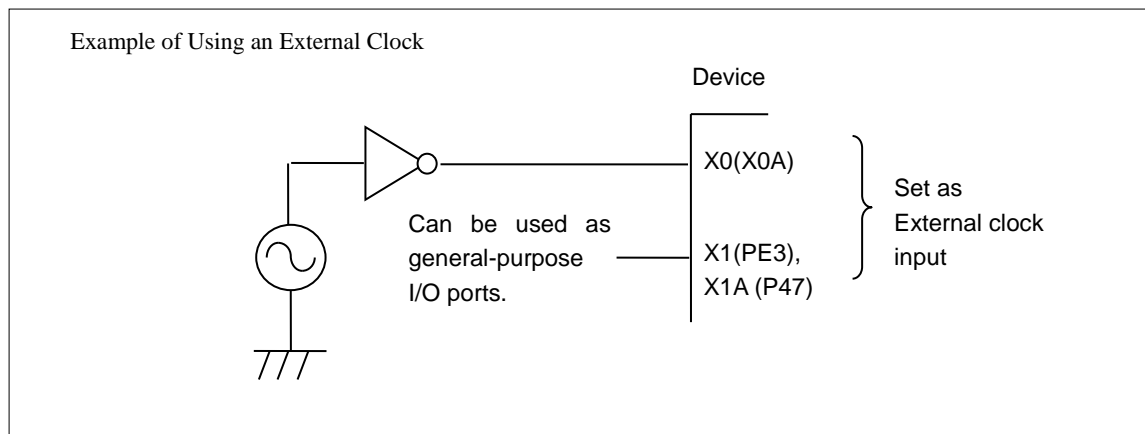 Example of Using an External Clock
Device
X0(X0A)
Can be used as
general-purpose
I/O ports.
X1(PE3),
X1A (P47)
Set as
External clock
input